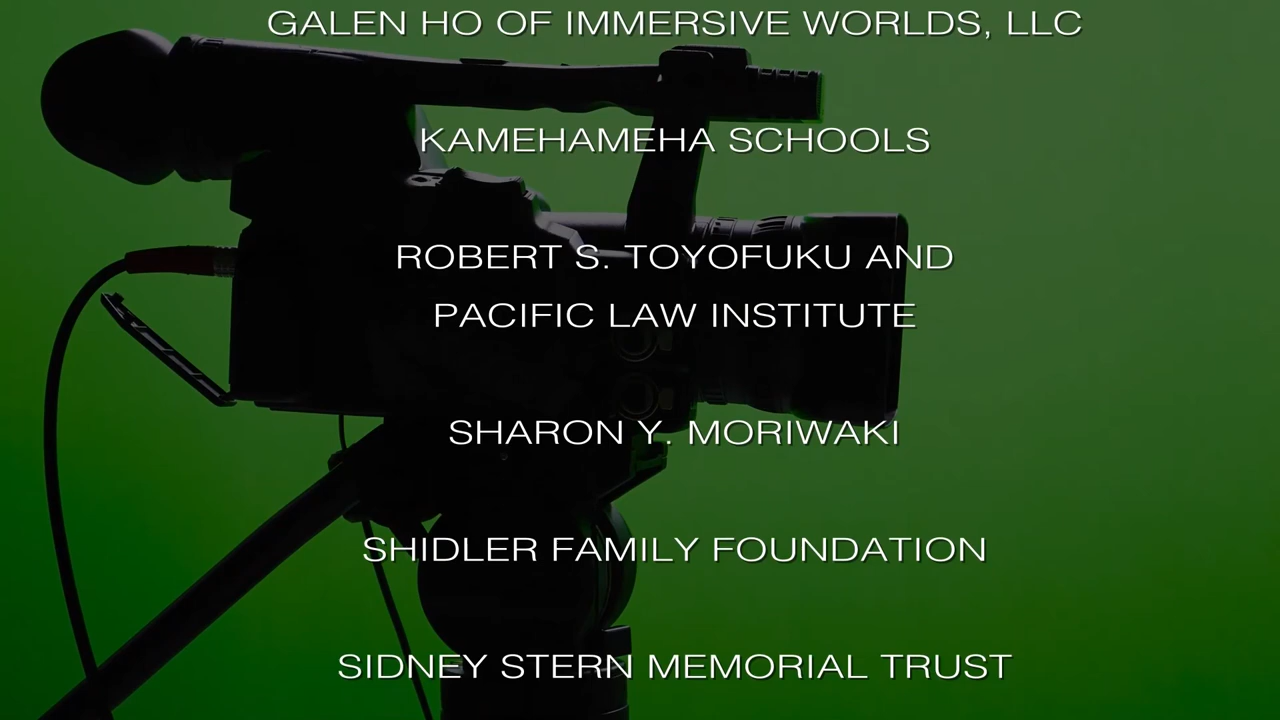 GALEN HO OF IMMERSIVE WORLDS, LLC
KAMEHAMEHA SCHOOLS
ROBERT S. TOYOFUKU AND
PACIFIC LAW INSTITUTE
SHARON Y. MORIWAKI
SHIDLER FAMILY FOUNDATION
SIDNEY STERN MEMORIAL TRUST